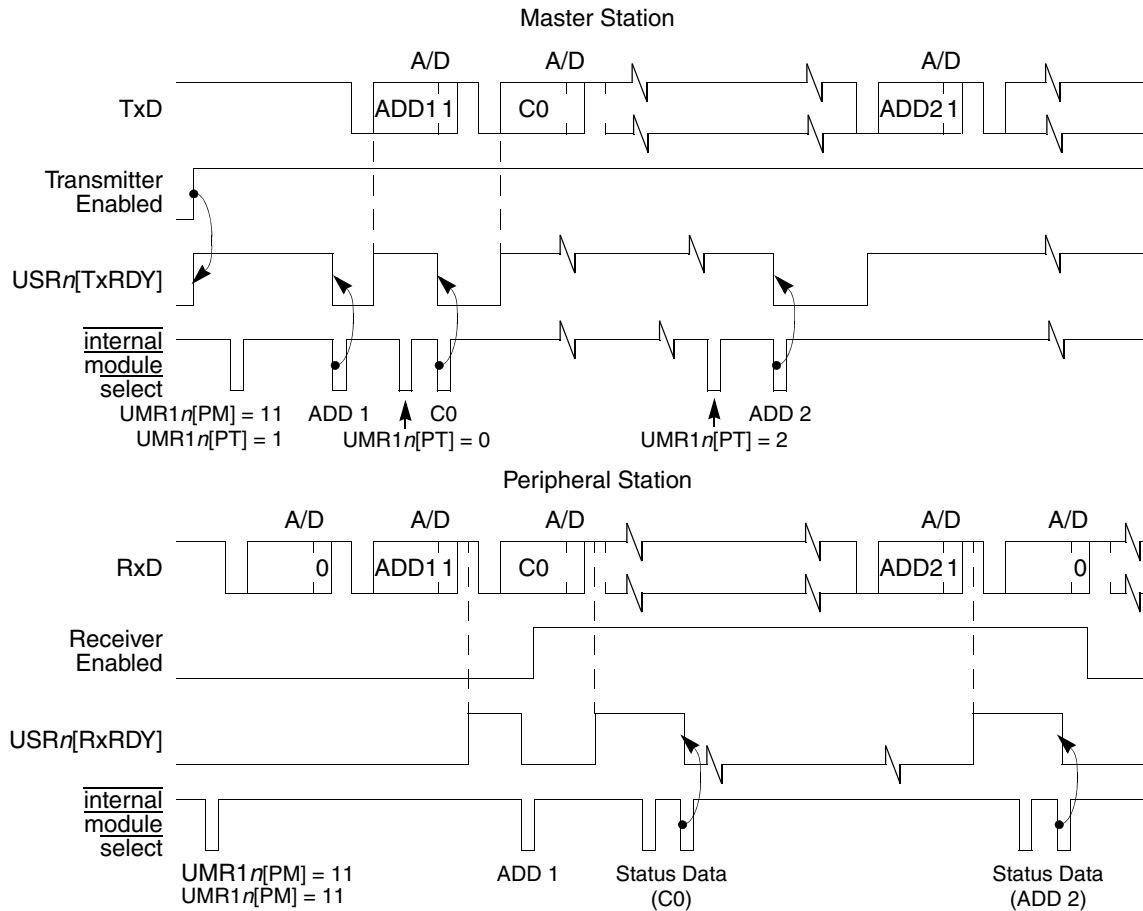 Master Station
A/D A/D A/D
TxD
ADD1 1 C0 ADD2 1
Transmitter
Enabled
USRn[TxRDY]
internal
module
select
UMR1n[PM] = 11 ADD 1 C0 ADD 2
UMR1n[PT] = 1 UMR1n[PT] = 0 UMR1n[PT] = 2
Peripheral Station
A/D A/D A/D A/D A/D
RxD
0 ADD1 1 C0 ADD2 1 0
Receiver
Enabled
USRn[RxRDY]
internal
module
select
UMR1n[PM] = 11 ADD 1 Status Data Status Data
UMR1n[PM] = 11 (C0) (ADD 2)